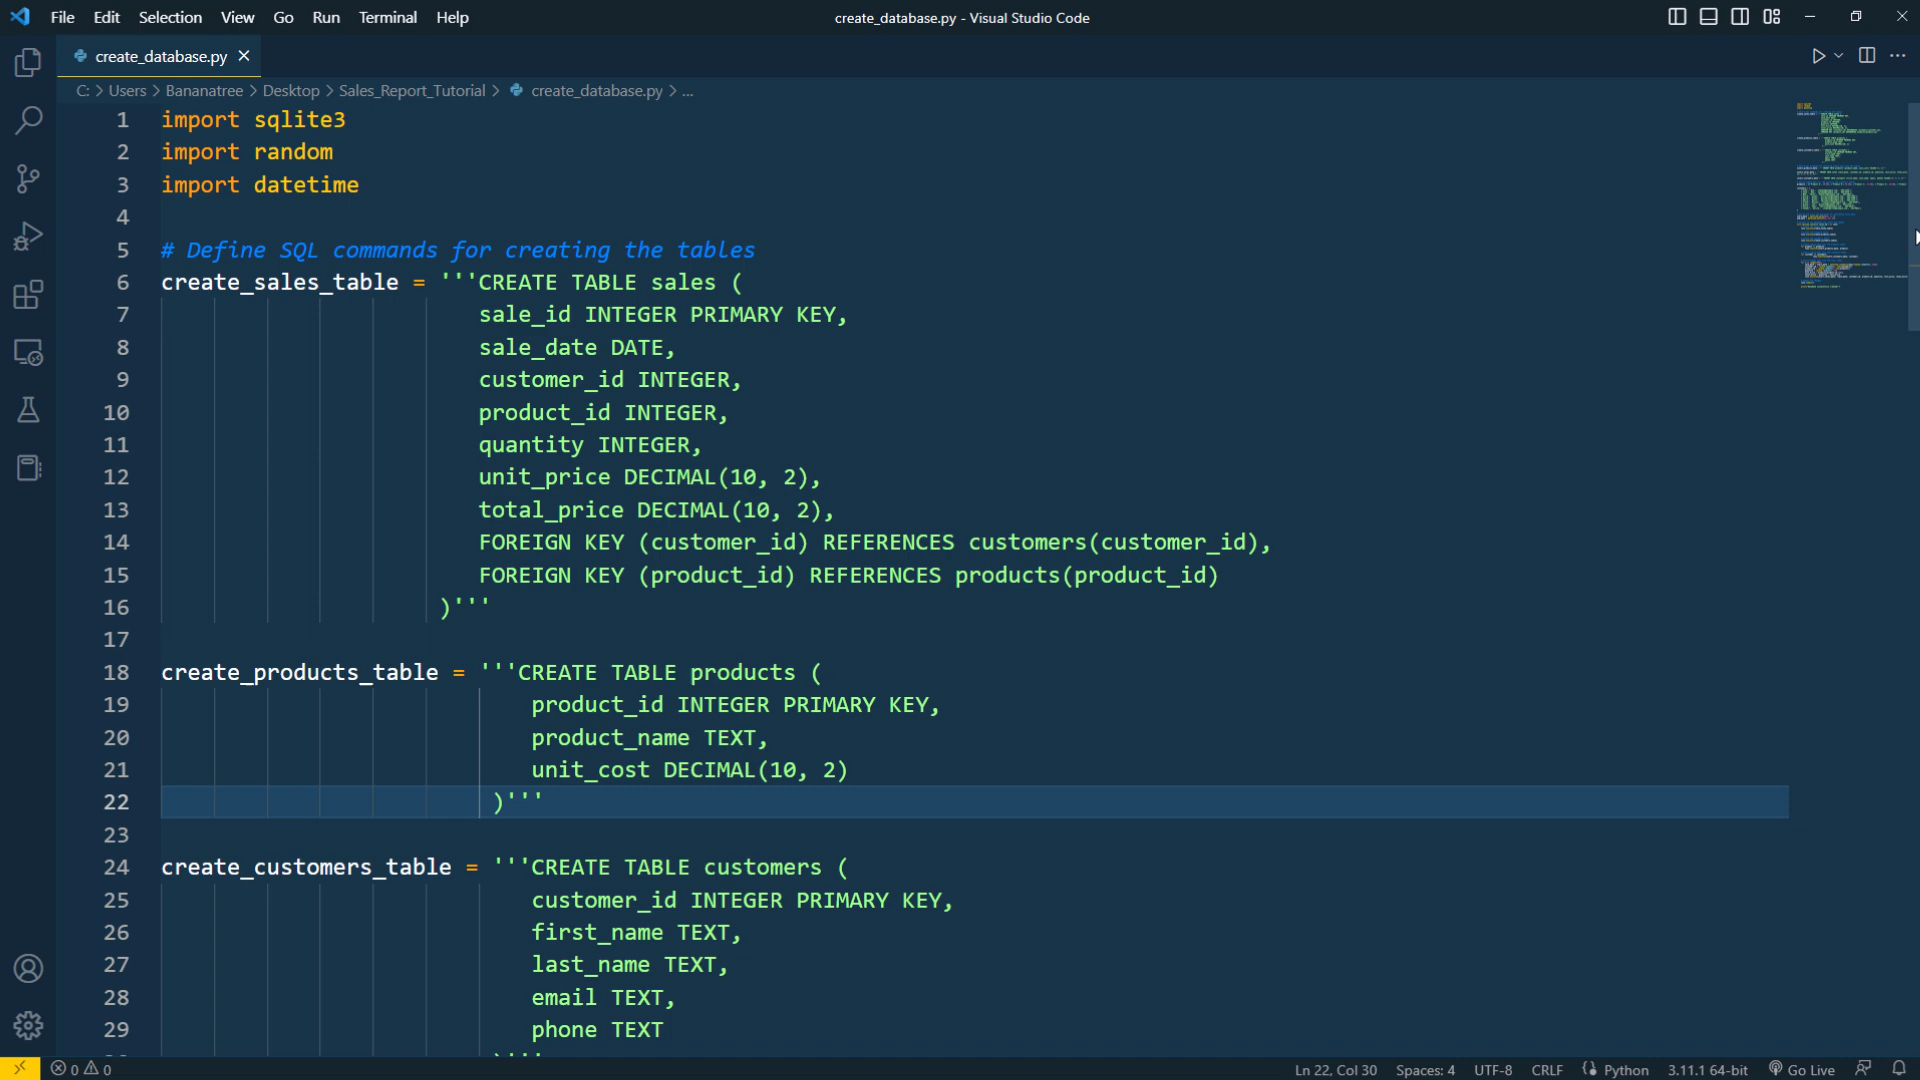 File Edit Selection View Go Run Terminal Help
create_database.py - Visual Studio Code
create_database.py
C: > Users > Bananatree > Desktop > Sales_Report_Tutorial > create_database.py > ...
1 import sqlite3
2 import random
3 import datetime
4
5 # Define SQL commands for creating the tables
6 create_sales_table = '''CREATE TABLE sales (
7 sale_id INTEGER PRIMARY KEY,
8 sale_date DATE,
9 customer_id INTEGER,
10 product_id INTEGER,
11 quantity INTEGER,
12 unit_price DECIMAL(10, 2),
13 total_price DECIMAL(10, 2),
14 FOREIGN KEY (customer_id) REFERENCES customers(customer_id),
15 FOREIGN KEY (product_id) REFERENCES products(product_id)
16 )'''
17
18 create_products_table = '''CREATE TABLE products (
19 product_id INTEGER PRIMARY KEY,
20 product_name TEXT,
21 unit_cost DECIMAL(10, 2)
22 )'''
23
24 create_customers_table = '''CREATE TABLE customers (
25 customer_id INTEGER PRIMARY KEY,
26 first_name TEXT,
27 last_name TEXT,
28 email TEXT,
29 phone TEXT
0 0 Ln 22, Col 30 Spaces: 4 UTF-8 CRLF Python 3.11.1 64-bit Go Live